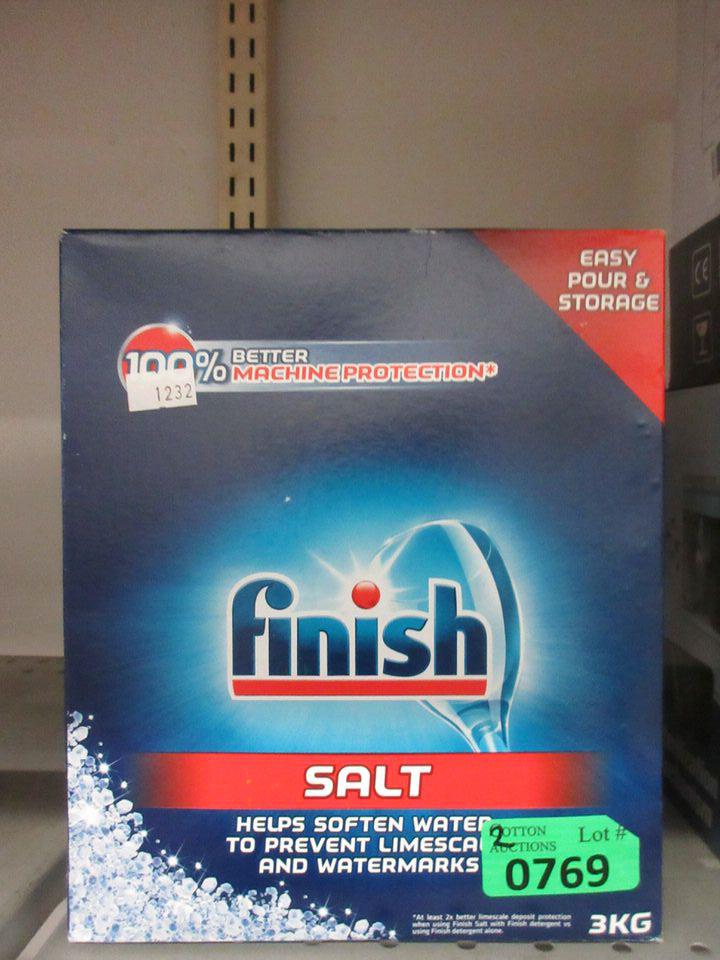 EASY
POUR &
STORAGE
100% BETTER
MACHINE PROTECTION*
1232
finish
SALT
HELPS SOFTEN WATER
TO PREVENT LIMESCA
AND WATERMARKS
2
COTTON
AUCTIONS
Lot #
0769
*At least 2x better limescale deposit protection
when using Finish Salt with Finish detergent vs
using Finish detergent alone.
3KG
CE